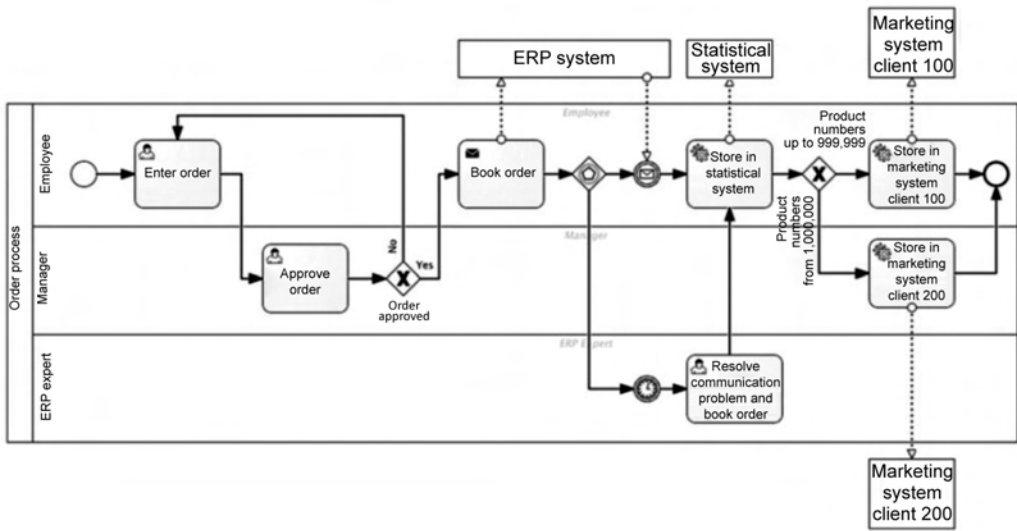 Marketing
system
client 100
ERP system
Statistical
system
Order process
Employee
Employee
Enter order
Book order
Store in
statistical
system
Product
numbers
up to 999,999
Store in
marketing
system
client 100
Manager
Manager
Approve
order
No
Yes
Order
approved
Product
numbers
from 1,000,000
Store in
marketing
system
client 200
ERP expert
ERP Expert
Resolve
communication
problem and
book order
Marketing
system
client 200